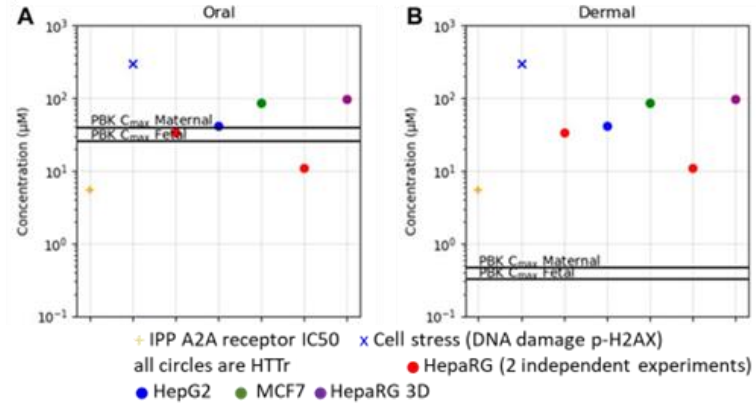 A
Oral
Concentration (µM)
10³
10²
10¹
10⁰
10⁻¹
PBK Cmax Maternal
PBK Cmax Fetal
B
Dermal
Concentration (µM)
10³
10²
10¹
10⁰
10⁻¹
PBK Cmax Maternal
PBK Cmax Fetal
+ IPP A2A receptor IC50 x Cell stress (DNA damage p-H2AX)
all circles are HTTr HepaRG (2 independent experiments)
HepG2 MCF7 HepaRG 3D